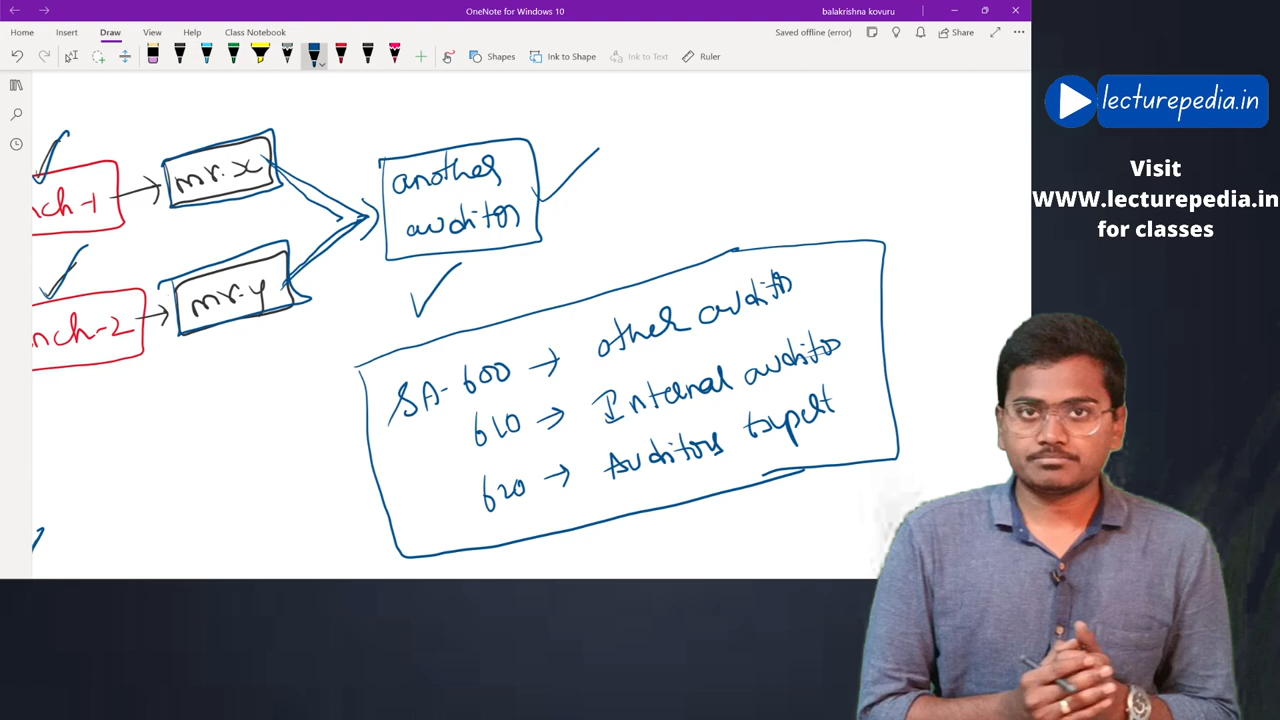 OneNote for Windows 10
balakrishna kovuru
Home Insert Draw View Help Class Notebook
Saved offline (error)
Share
Shapes
Ink to Shape
Ink to Text
Ruler
nch-1
mr.x
another
auditor
nch-2
mr.y
SA-600 → other auditor
610 → Internal auditor
620 → Auditors Expert
lecturepedia.in
Visit
WWW.lecturepedia.in
for classes